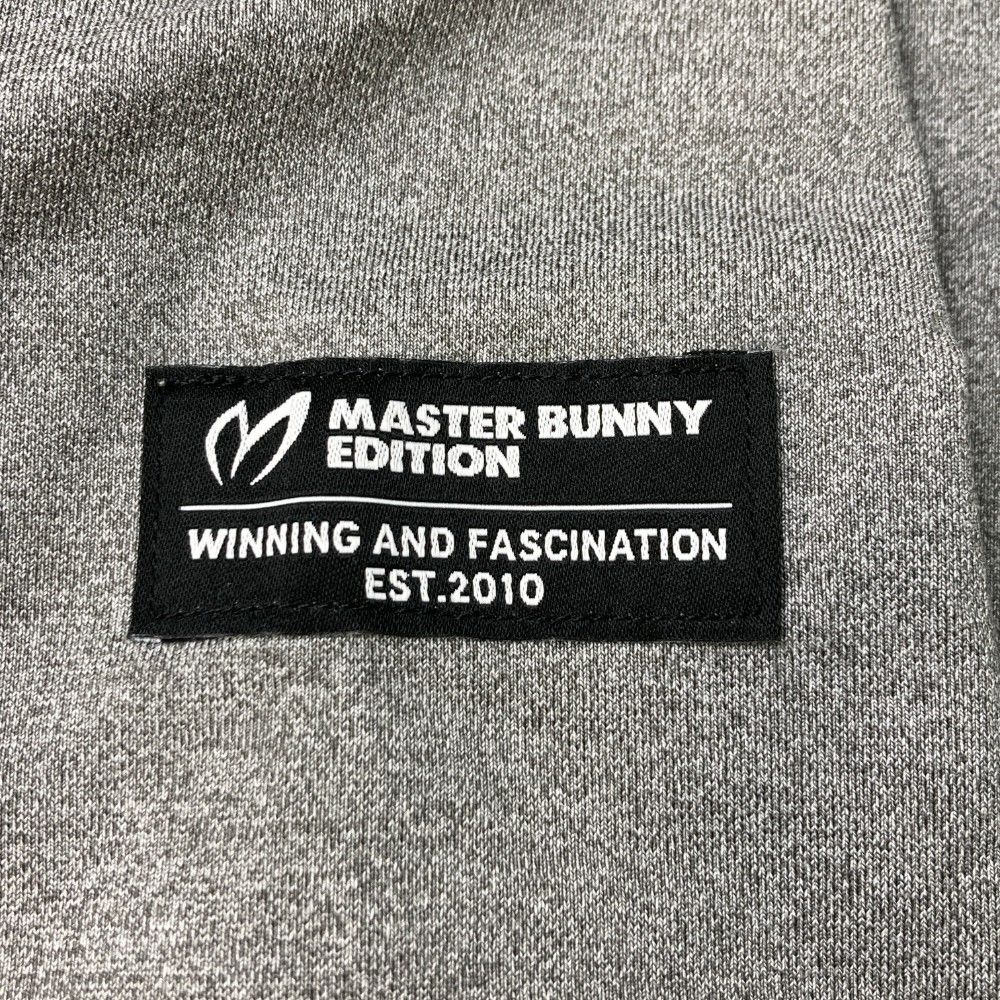 MASTER BUNNY
EDITION
WINNING AND FASCINATION
EST.2010